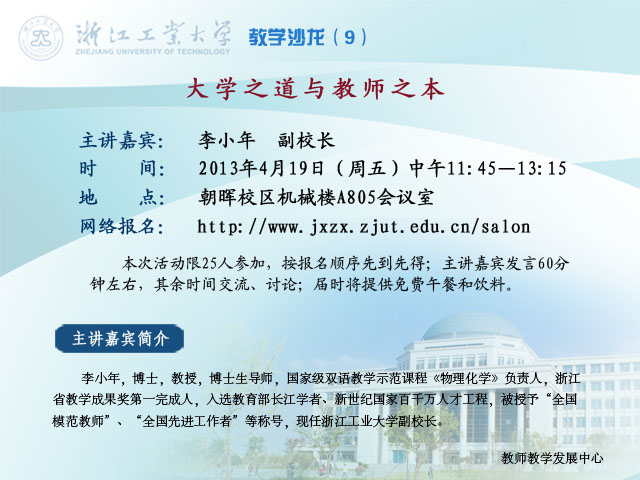 浙江工业大学 教学沙龙（9）
ZHEJIANG UNIVERSITY OF TECHNOLOGY
大学之道与教师之本
主讲嘉宾： 李小年 副校长
时 间： 2013年4月19日（周五）中午11:45—13:15
地 点： 朝晖校区机械楼A805会议室
网络报名： http://www.jxzx.zjut.edu.cn/salon
本次活动限25人参加，按报名顺序先到先得；主讲嘉宾发言60分
钟左右，其余时间交流、讨论；届时将提供免费午餐和饮料。
主讲嘉宾简介
李小年，博士，教授，博士生导师，国家级双语教学示范课程《物理化学》负责人，浙江
省教学成果奖第一完成人，入选教育部长江学者、新世纪国家百千万人才工程，被授予“全国
模范教师”、“全国先进工作者”等称号，现任浙江工业大学副校长。
教师教学发展中心